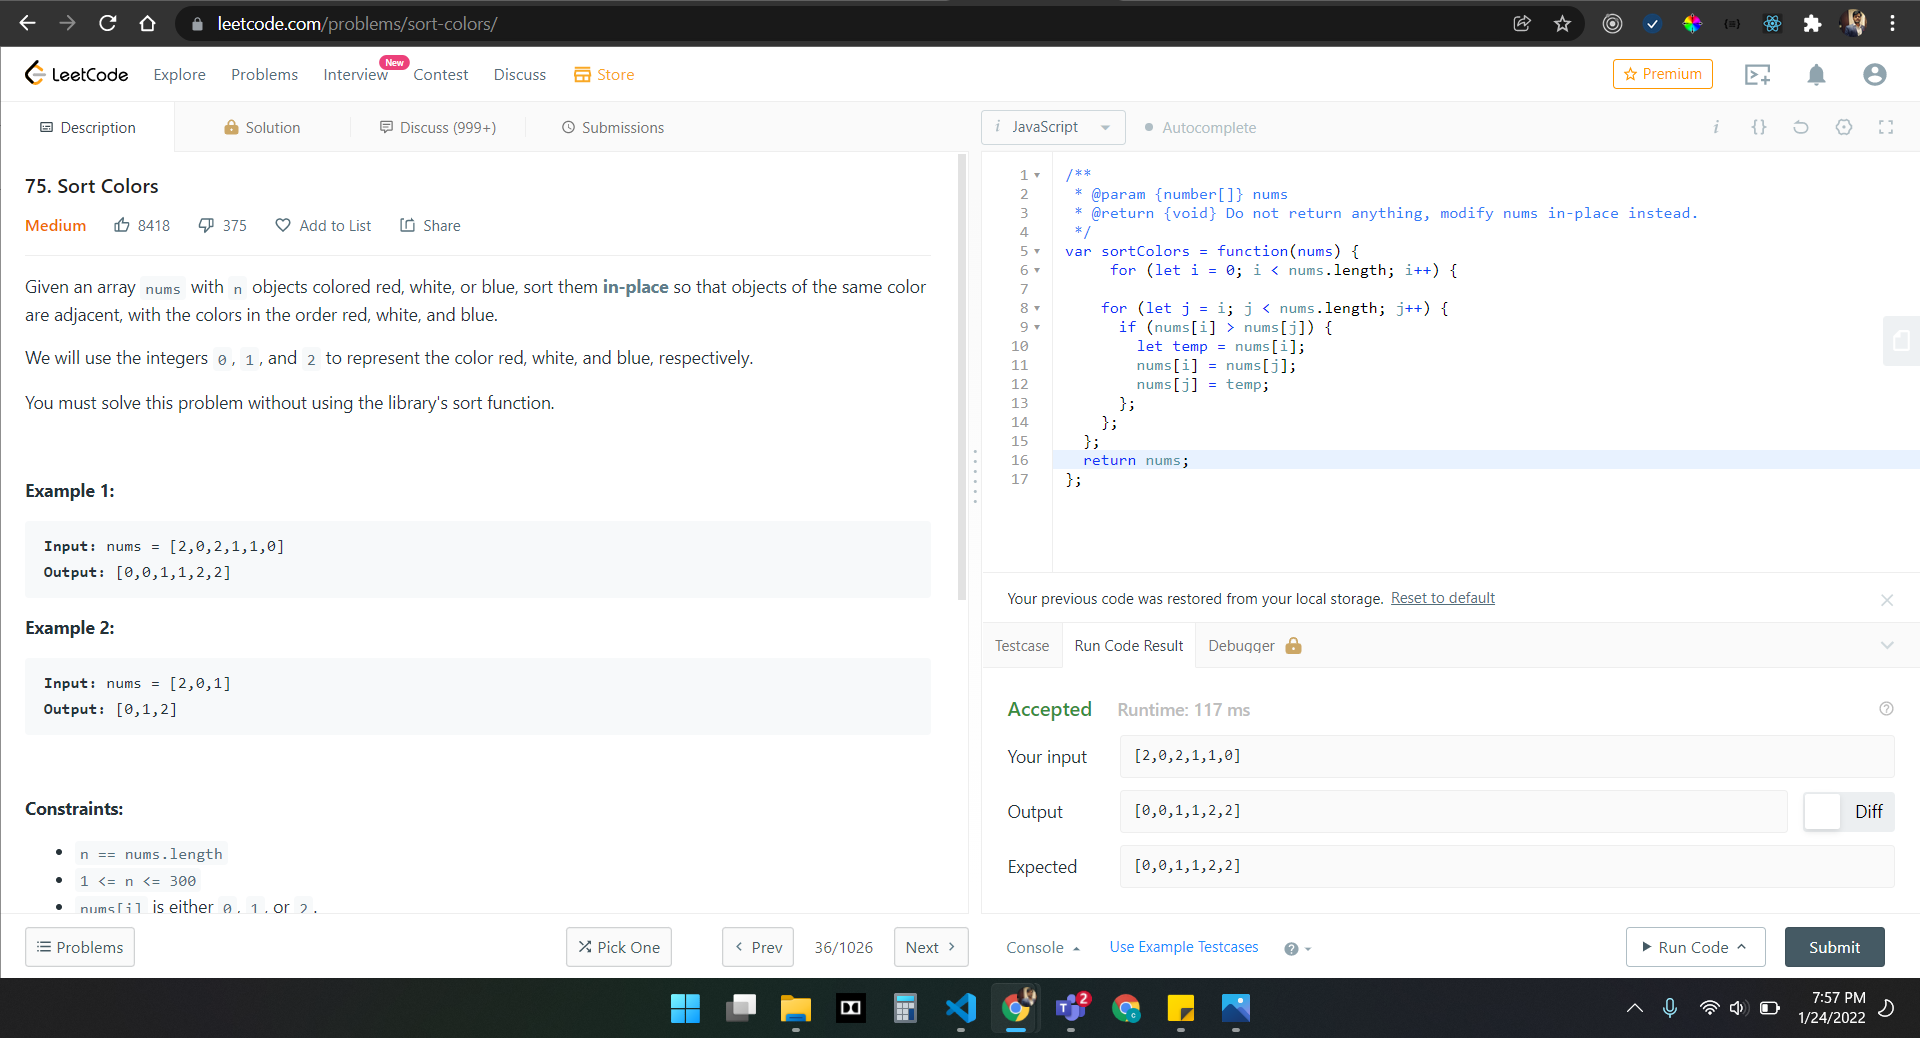 leetcode.com/problems/sort-colors/
LeetCode Explore Problems Interview New Contest Discuss Store Premium
Description Solution Discuss (999+) Submissions
i JavaScript Autocomplete i {}
75. Sort Colors
Medium 8418 375 Add to List Share
Given an array nums with n objects colored red, white, or blue, sort them in-place so that objects of the same color
are adjacent, with the colors in the order red, white, and blue.
We will use the integers 0, 1, and 2 to represent the color red, white, and blue, respectively.
You must solve this problem without using the library's sort function.
Example 1:
Input: nums = [2,0,2,1,1,0]
Output: [0,0,1,1,2,2]
Example 2:
Input: nums = [2,0,1]
Output: [0,1,2]
Constraints:
n == nums.length
1 <= n <= 300
nums[i] is either 0, 1, or 2.
Problems Pick One Prev 36/1026 Next
1 /**
2 * @param {number[]} nums
3 * @return {void} Do not return anything, modify nums in-place instead.
4 */
5 var sortColors = function(nums) {
6 for (let i = 0; i < nums.length; i++) {
7
8 for (let j = i; j < nums.length; j++) {
9 if (nums[i] > nums[j]) {
10 let temp = nums[i];
11 nums[i] = nums[j];
12 nums[j] = temp;
13 };
14 };
15 };
16 return nums;
17 };
Your previous code was restored from your local storage. Reset to default
Testcase Run Code Result Debugger
Accepted Runtime: 117 ms
Your input [2,0,2,1,1,0]
Output [0,0,1,1,2,2] Diff
Expected [0,0,1,1,2,2]
Console Use Example Testcases Run Code Submit
2
7:57 PM
1/24/2022